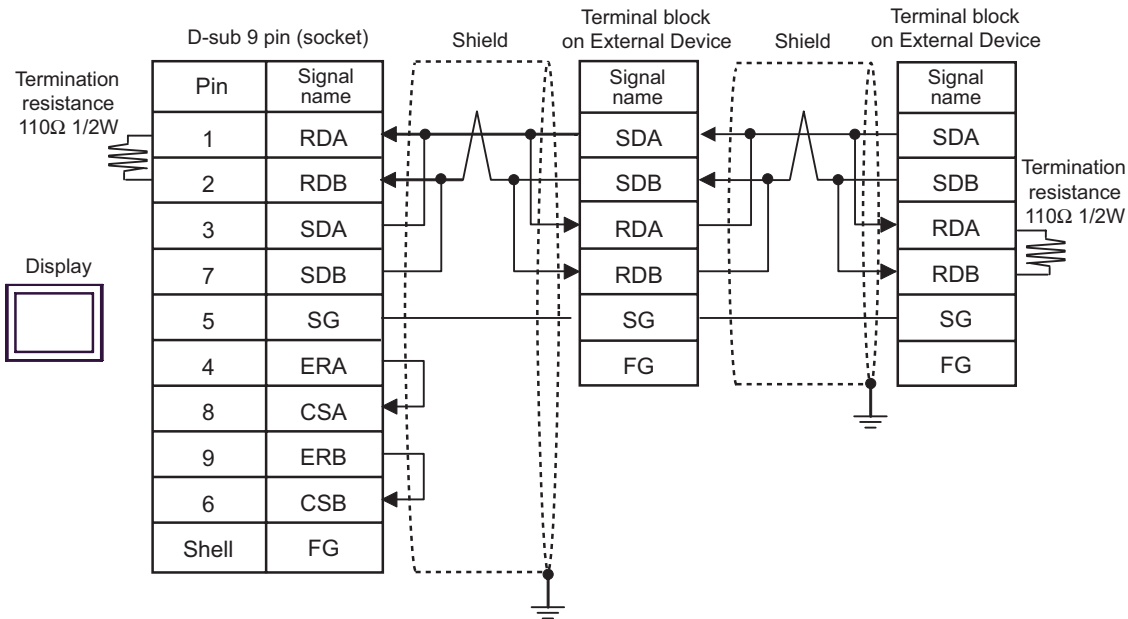 Terminal block
on External Device
Terminal block
on External Device
D-sub 9 pin (socket)
Shield
Shield
Termination
resistance
110Ω 1/2W
Pin
Signal
name
1
RDA
2
RDB
3
SDA
7
SDB
5
SG
4
ERA
8
CSA
9
ERB
6
CSB
Shell
FG
Display
Signal
name
SDA
SDB
RDA
RDB
SG
FG
Signal
name
SDA
SDB
RDA
RDB
SG
FG
Termination
resistance
110Ω 1/2W